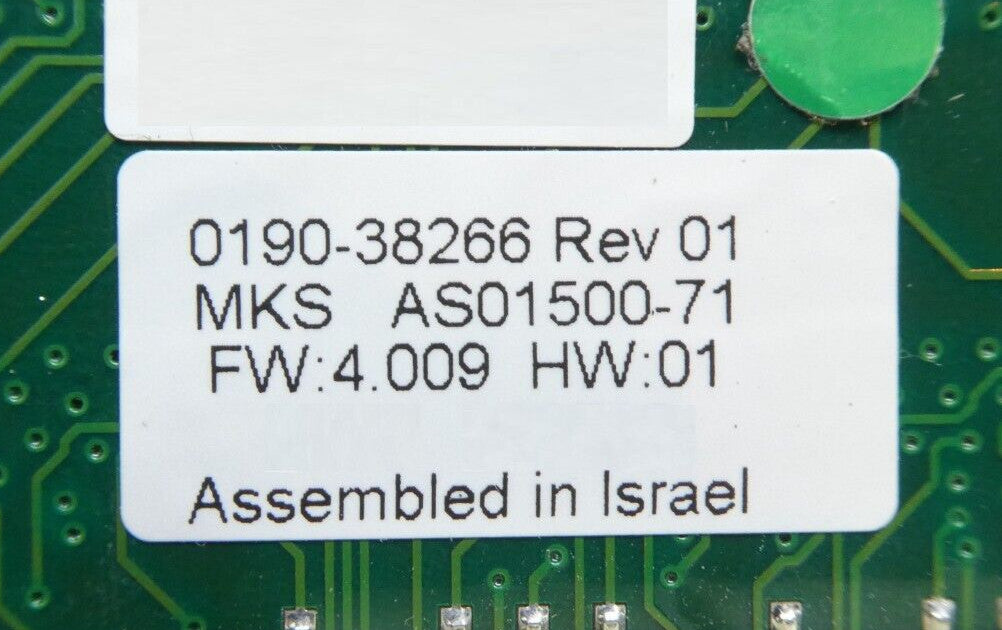 0190-38266 Rev 01
MKS AS01500-71
FW:4.009 HW:01
Assembled in Israel